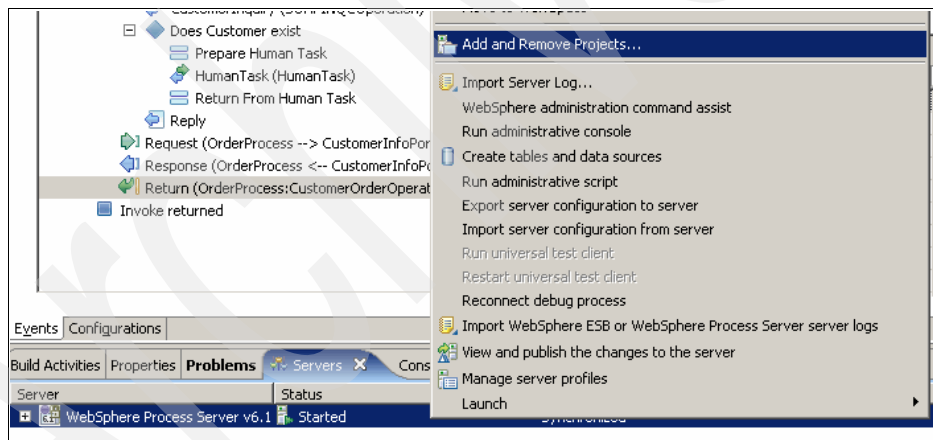 CustomerInquiry (SOMPINQCOperation)
Does Customer exist
Prepare Human Task
HumanTask (HumanTask)
Return From Human Task
Reply
Request (OrderProcess --> CustomerInfoPor
Response (OrderProcess <-- CustomerInfoPo
Return (OrderProcess:CustomerOrderOperat
Invoke returned
Add and Remove Projects...
Import Server Log...
WebSphere administration command assist
Run administrative console
Create tables and data sources
Run administrative script
Export server configuration to server
Import server configuration from server
Run universal test client
Restart universal test client
Reconnect debug process
Import WebSphere ESB or WebSphere Process Server server logs
View and publish the changes to the server
Manage server profiles
Launch
Events Configurations
Build Activities Properties Problems Servers Cons
Server Status
WebSphere Process Server v6.1 Started Synchronized